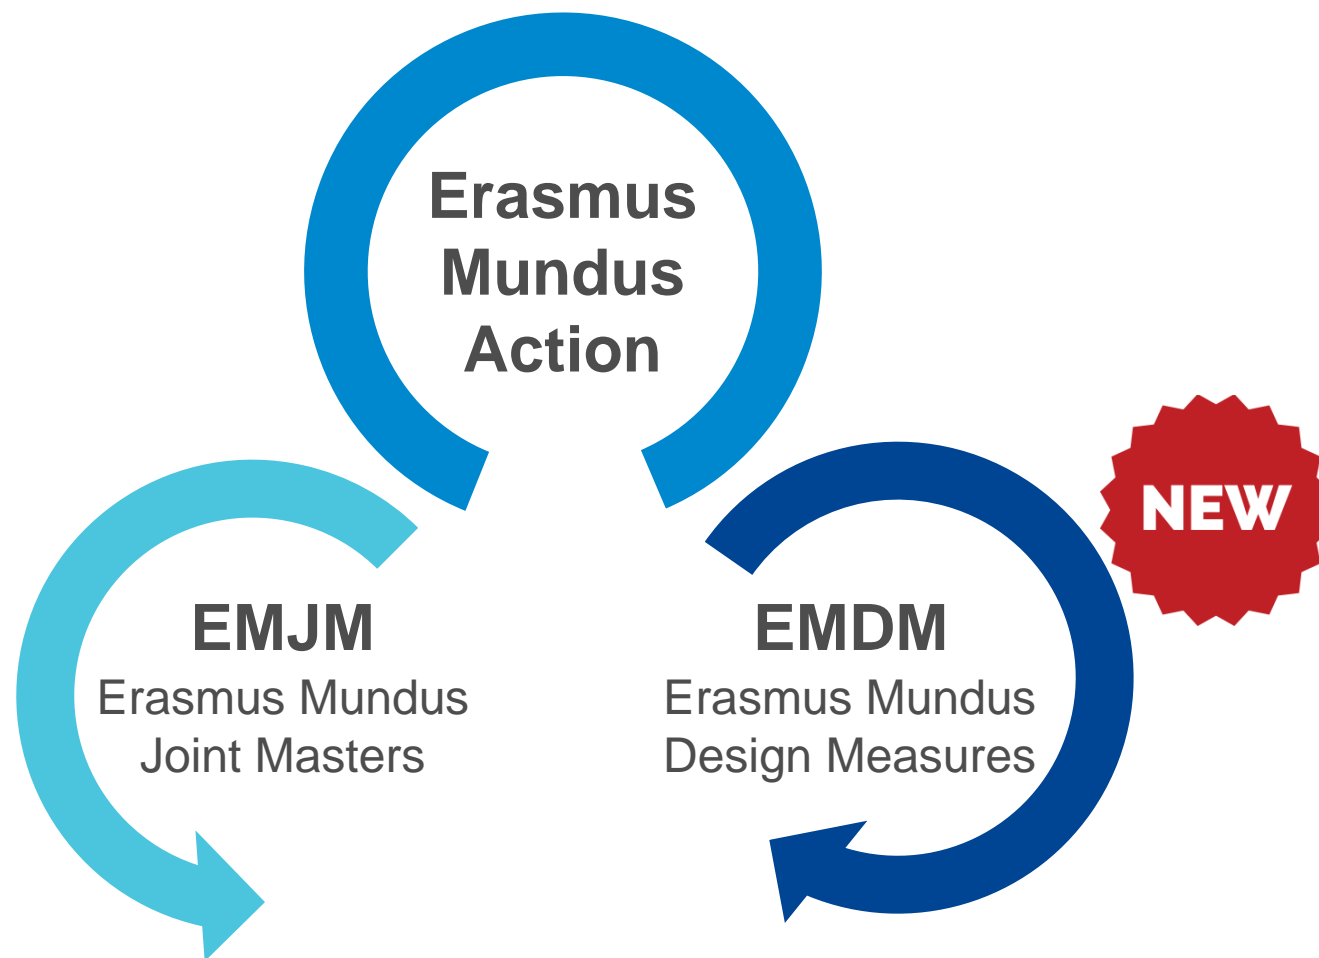 Erasmus
Mundus
Action
NEW
EMJM
Erasmus Mundus
Joint Masters
EMDM
Erasmus Mundus
Design Measures